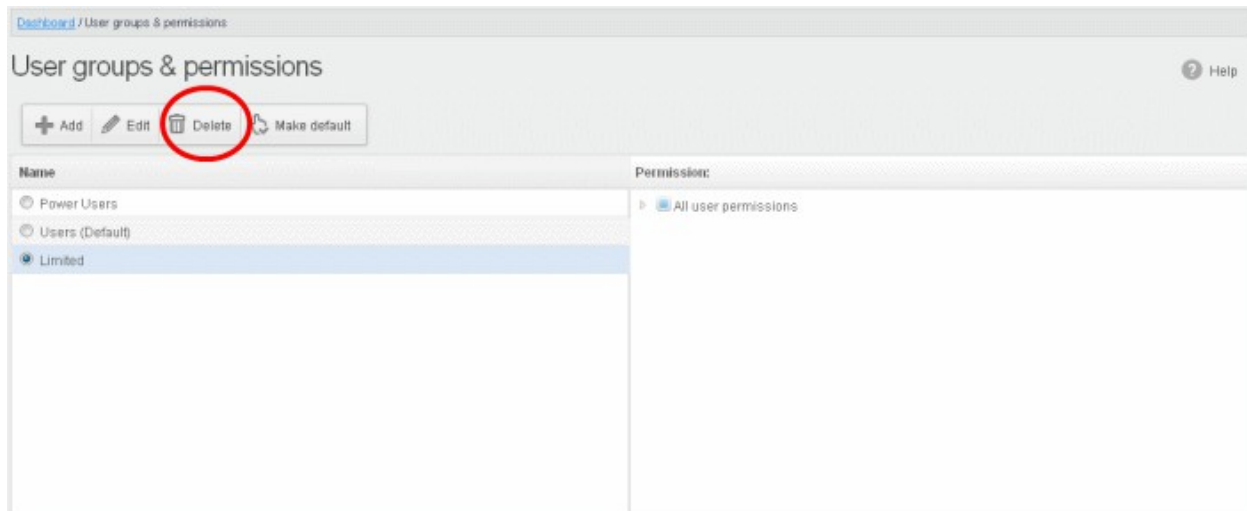 Dashboard / User groups & permissions
User groups & permissions
Help
Add Edit Delete Make default
Name Permission:
Power Users All user permissions
Users (Default)
Limited